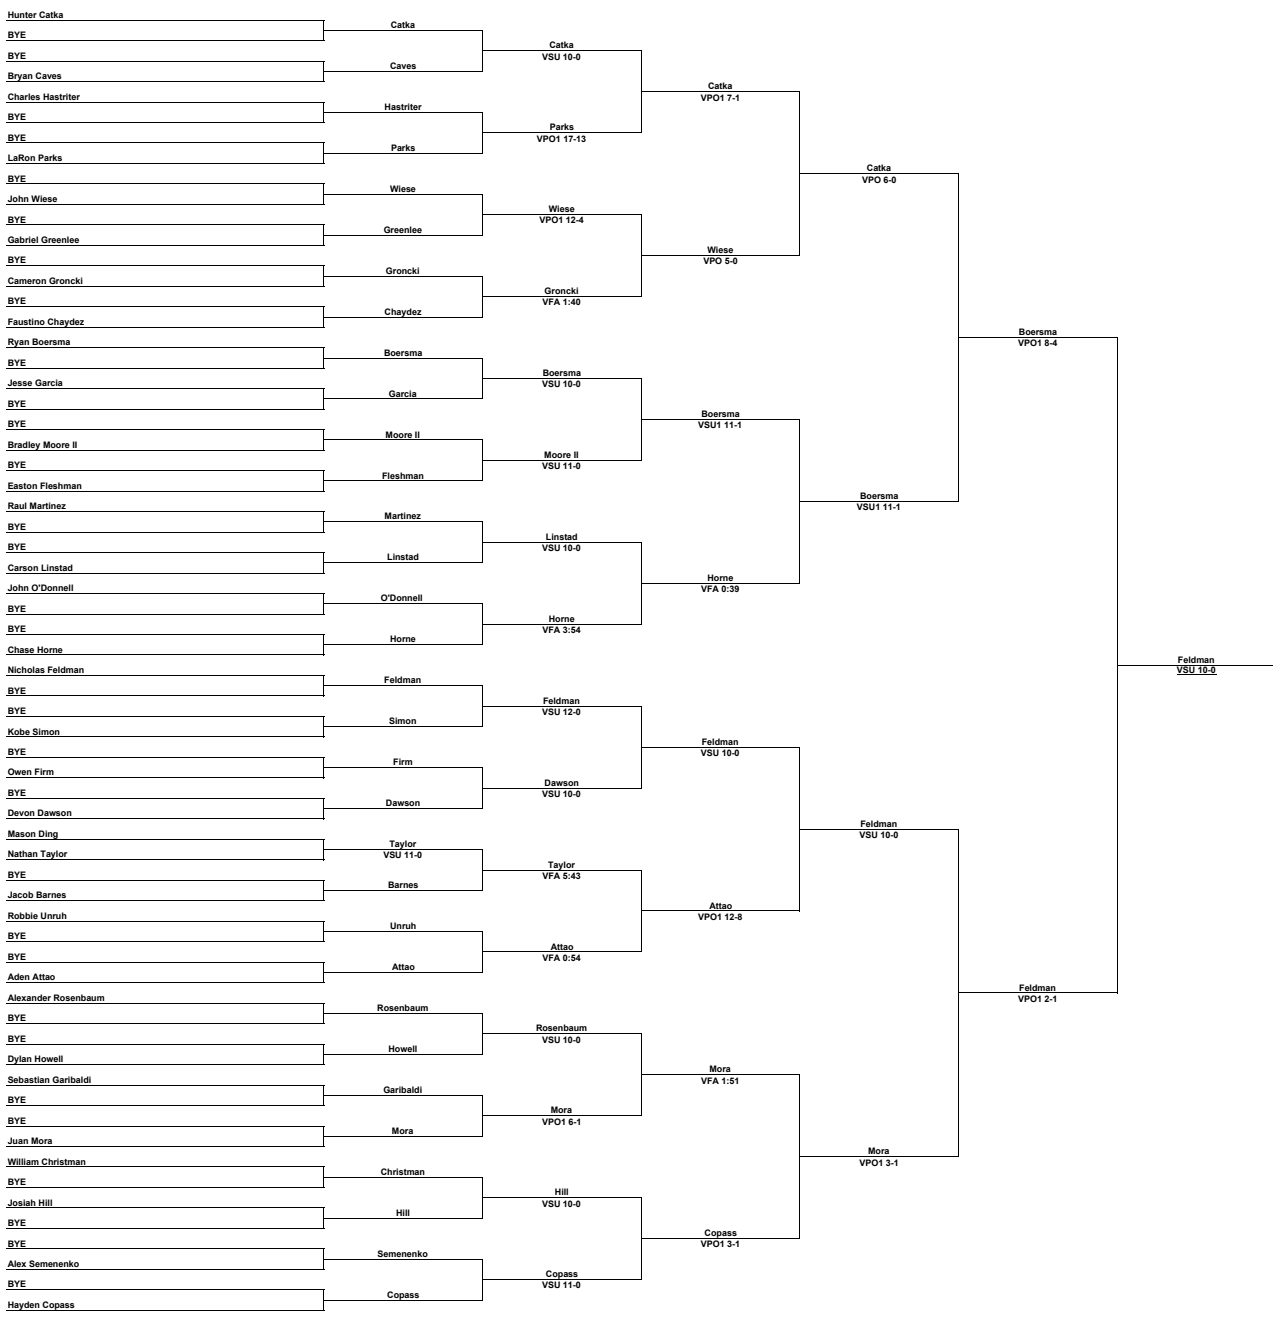 Hunter Catka
BYE
BYE
Bryan Caves
Charles Hastriter
BYE
BYE
LaRon Parks
BYE
John Wiese
BYE
Gabriel Greenlee
BYE
Cameron Groncki
BYE
Faustino Chaydez
Ryan Boersma
BYE
Jesse Garcia
BYE
BYE
Bradley Moore II
BYE
Easton Fleshman
Raul Martinez
BYE
BYE
Carson Linstad
John O'Donnell
BYE
BYE
Chase Horne
Nicholas Feldman
BYE
BYE
Kobe Simon
BYE
Owen Firm
BYE
Devon Dawson
Mason Ding
Nathan Taylor
BYE
Jacob Barnes
Robbie Unruh
BYE
BYE
Aden Attao
Alexander Rosenbaum
BYE
BYE
Dylan Howell
Sebastian Garibaldi
BYE
BYE
Juan Mora
William Christman
BYE
Josiah Hill
BYE
BYE
Alex Semenenko
BYE
Hayden Copass
Catka
Caves
Hastriter
Parks
Wiese
Greenlee
Groncki
Chaydez
Boersma
Garcia
Moore II
Fleshman
Martinez
Linstad
O'Donnell
Horne
Feldman
Simon
Firm
Dawson
Taylor
VSU 11-0
Barnes
Unruh
Attao
Rosenbaum
Howell
Garibaldi
Mora
Christman
Hill
Semenenko
Copass
Catka
VSU 10-0
Parks
VPO1 17-13
Wiese
VPO1 12-4
Groncki
VFA 1:40
Boersma
VSU 10-0
Moore II
VSU 11-0
Linstad
VSU 10-0
Horne
VFA 3:54
Feldman
VSU 12-0
Dawson
VSU 10-0
Taylor
VFA 5:43
Attao
VFA 0:54
Rosenbaum
VSU 10-0
Mora
VPO1 6-1
Hill
VSU 10-0
Copass
VSU 11-0
Catka
VPO1 7-1
Wiese
VPO 5-0
Boersma
VSU1 11-1
Horne
VFA 0:39
Feldman
VSU 10-0
Attao
VPO1 12-8
Mora
VFA 1:51
Copass
VPO1 3-1
Catka
VPO 6-0
Boersma
VSU1 11-1
Feldman
VSU 10-0
Mora
VPO1 3-1
Boersma
VPO1 8-4
Feldman
VPO1 2-1
Feldman
VSU 10-0